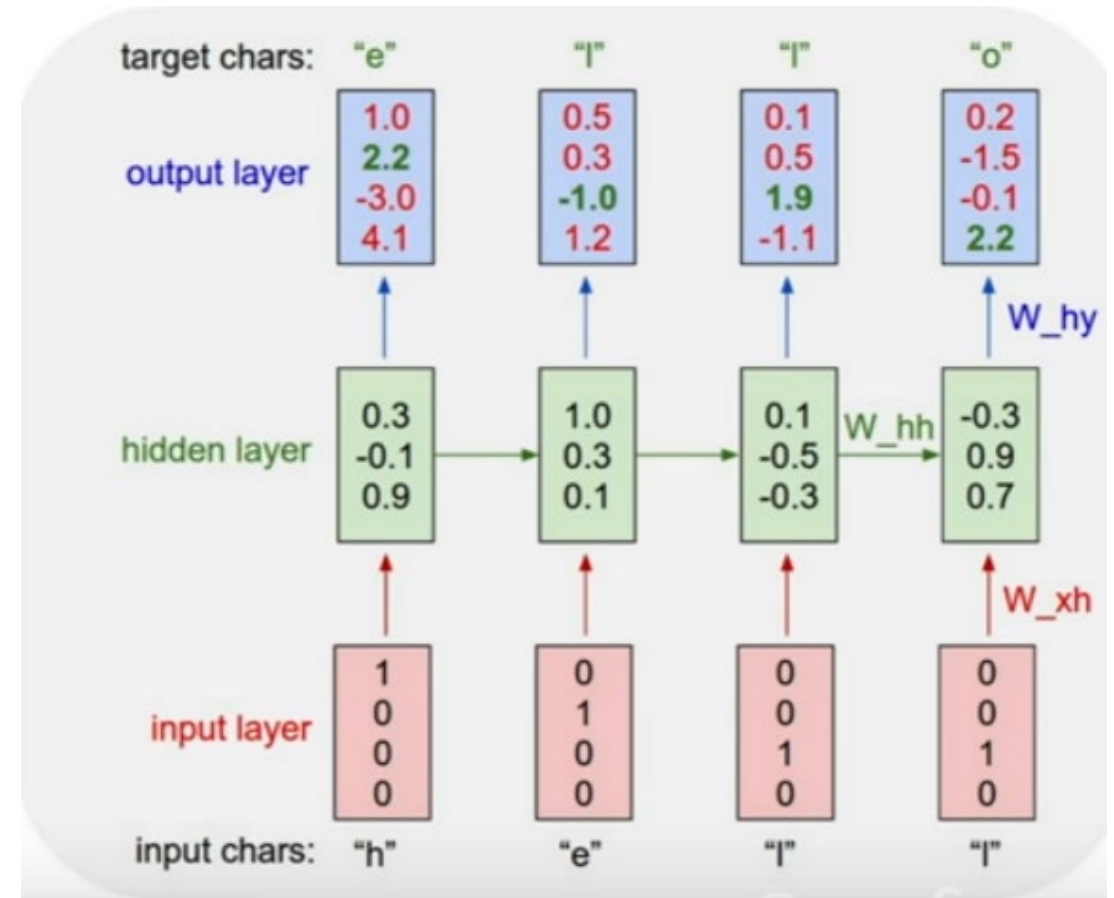 target chars: “e” “l” “l” “o”
1.0 0.5 0.1 0.2
2.2 0.3 0.5 -1.5
output layer
-3.0 -1.0 1.9 -0.1
4.1 1.2 -1.1 2.2
W_hy
0.3 1.0 0.1 -0.3
W_hh
hidden layer -0.1 0.3 -0.5 0.9
0.9 0.1 -0.3 0.7
W_xh
1 0 0 0
0 1 0 0
input layer
0 0 1 1
0 0 0 0
input chars: “h” “e” “l” “l”